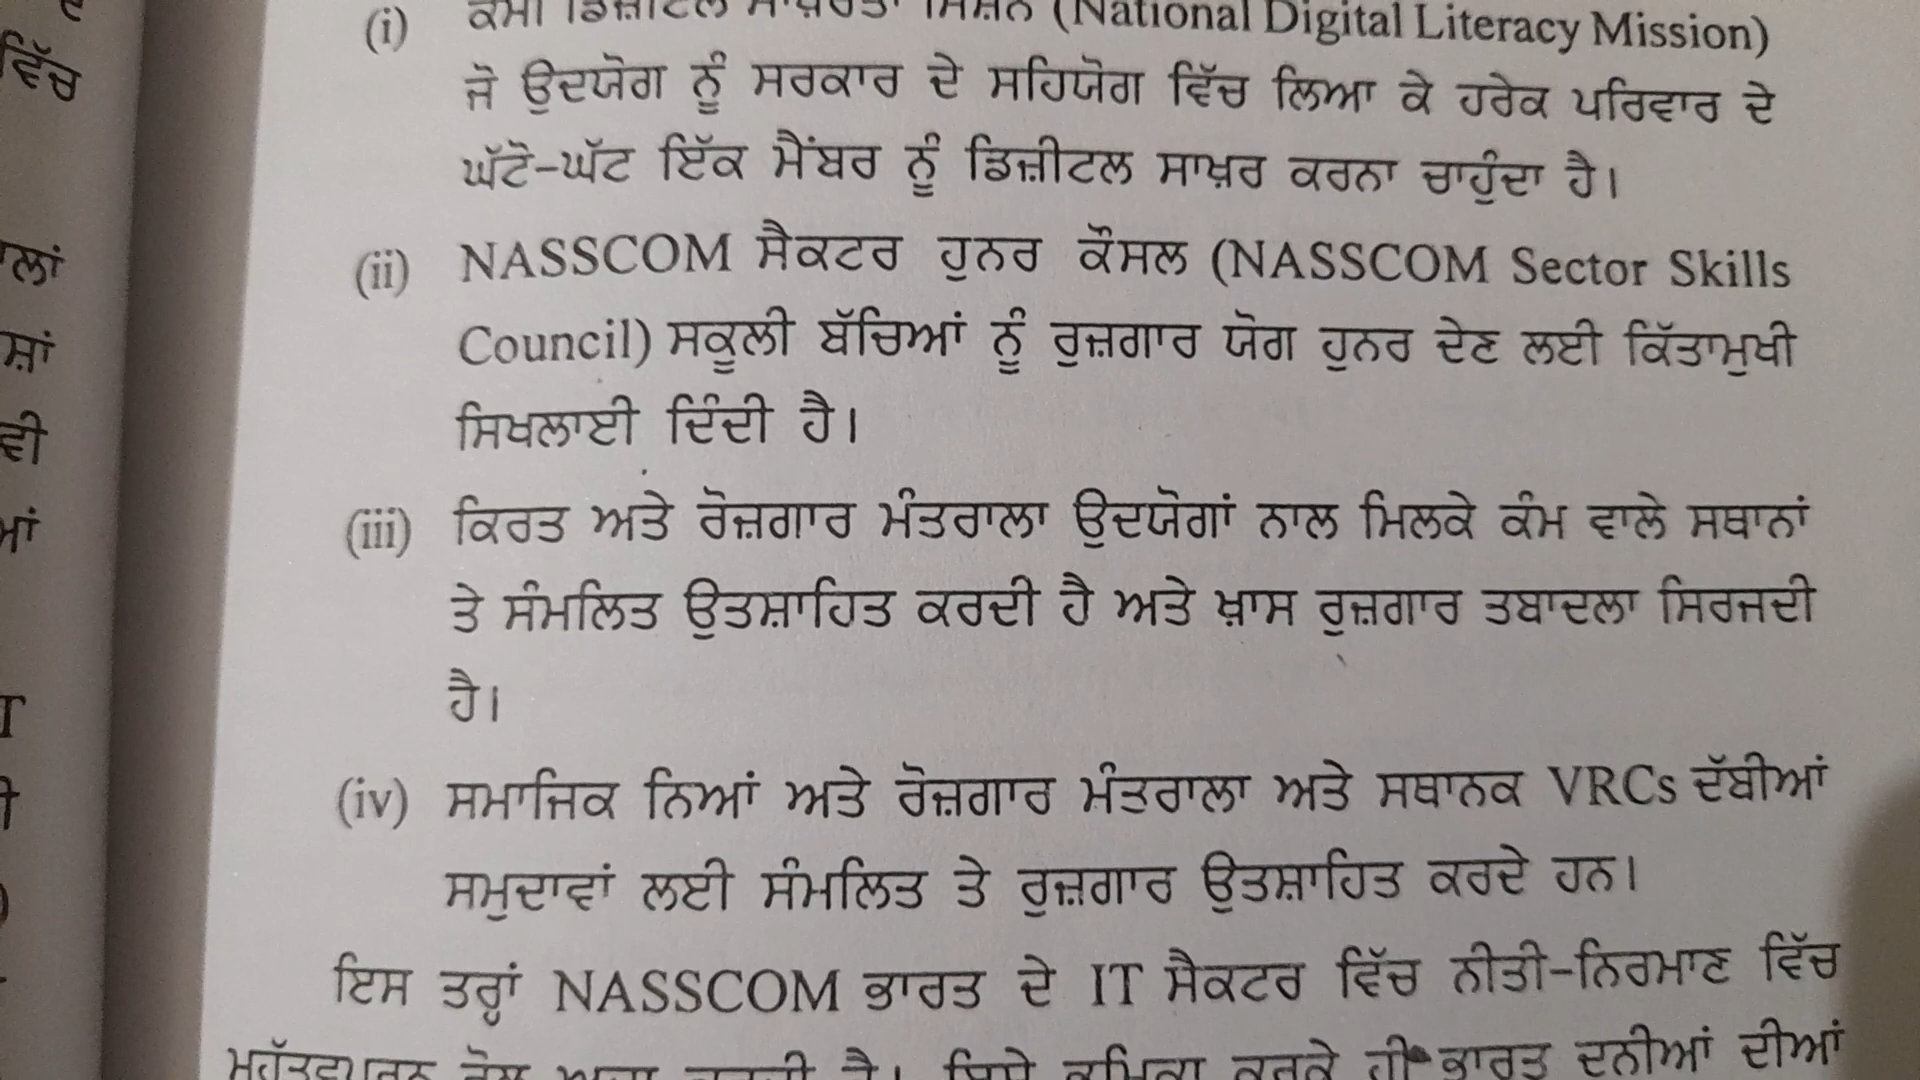 (i) ਕੌਮੀ ਡਿਜ਼ੀਟਲ ਸਾਖ਼ਰਤਾ ਮਿਸ਼ਨ (National Digital Literacy Mission)
ਜੋ ਉਦਯੋਗ ਨੂੰ ਸਰਕਾਰ ਦੇ ਸਹਿਯੋਗ ਵਿੱਚ ਲਿਆ ਕੇ ਹਰੇਕ ਪਰਿਵਾਰ ਦੇ
ਘੱਟੋ-ਘੱਟ ਇੱਕ ਮੈਂਬਰ ਨੂੰ ਡਿਜ਼ੀਟਲ ਸਾਖ਼ਰ ਕਰਨਾ ਚਾਹੁੰਦਾ ਹੈ।
(ii) NASSCOM ਸੈਕਟਰ ਹੁਨਰ ਕੌਂਸਲ (NASSCOM Sector Skills
Council) ਸਕੂਲੀ ਬੱਚਿਆਂ ਨੂੰ ਰੁਜ਼ਗਾਰ ਯੋਗ ਹੁਨਰ ਦੇਣ ਲਈ ਕਿੱਤਾਮੁਖੀ
ਸਿਖਲਾਈ ਦਿੰਦੀ ਹੈ।
(iii) ਕਿਰਤ ਅਤੇ ਰੋਜ਼ਗਾਰ ਮੰਤਰਾਲਾ ਉਦਯੋਗਾਂ ਨਾਲ ਮਿਲਕੇ ਕੰਮ ਵਾਲੇ ਸਥਾਨਾਂ
ਤੇ ਸੰਮਲਿਤ ਉਤਸ਼ਾਹਿਤ ਕਰਦੀ ਹੈ ਅਤੇ ਖ਼ਾਸ ਰੁਜ਼ਗਾਰ ਤਬਾਦਲਾ ਸਿਰਜਦੀ
ਹੈ।
(iv) ਸਮਾਜਿਕ ਨਿਆਂ ਅਤੇ ਰੋਜ਼ਗਾਰ ਮੰਤਰਾਲਾ ਅਤੇ ਸਥਾਨਕ VRCs ਦੱਬੀਆਂ
ਸਮੁਦਾਵਾਂ ਲਈ ਸੰਮਲਿਤ ਤੇ ਰੁਜ਼ਗਾਰ ਉਤਸ਼ਾਹਿਤ ਕਰਦੇ ਹਨ।
ਇਸ ਤਰ੍ਹਾਂ NASSCOM ਭਾਰਤ ਦੇ IT ਸੈਕਟਰ ਵਿੱਚ ਨੀਤੀ-ਨਿਰਮਾਣ ਵਿੱਚ
ਭਾਰਤ ਦੁਨੀਆਂ ਦੀਆਂ